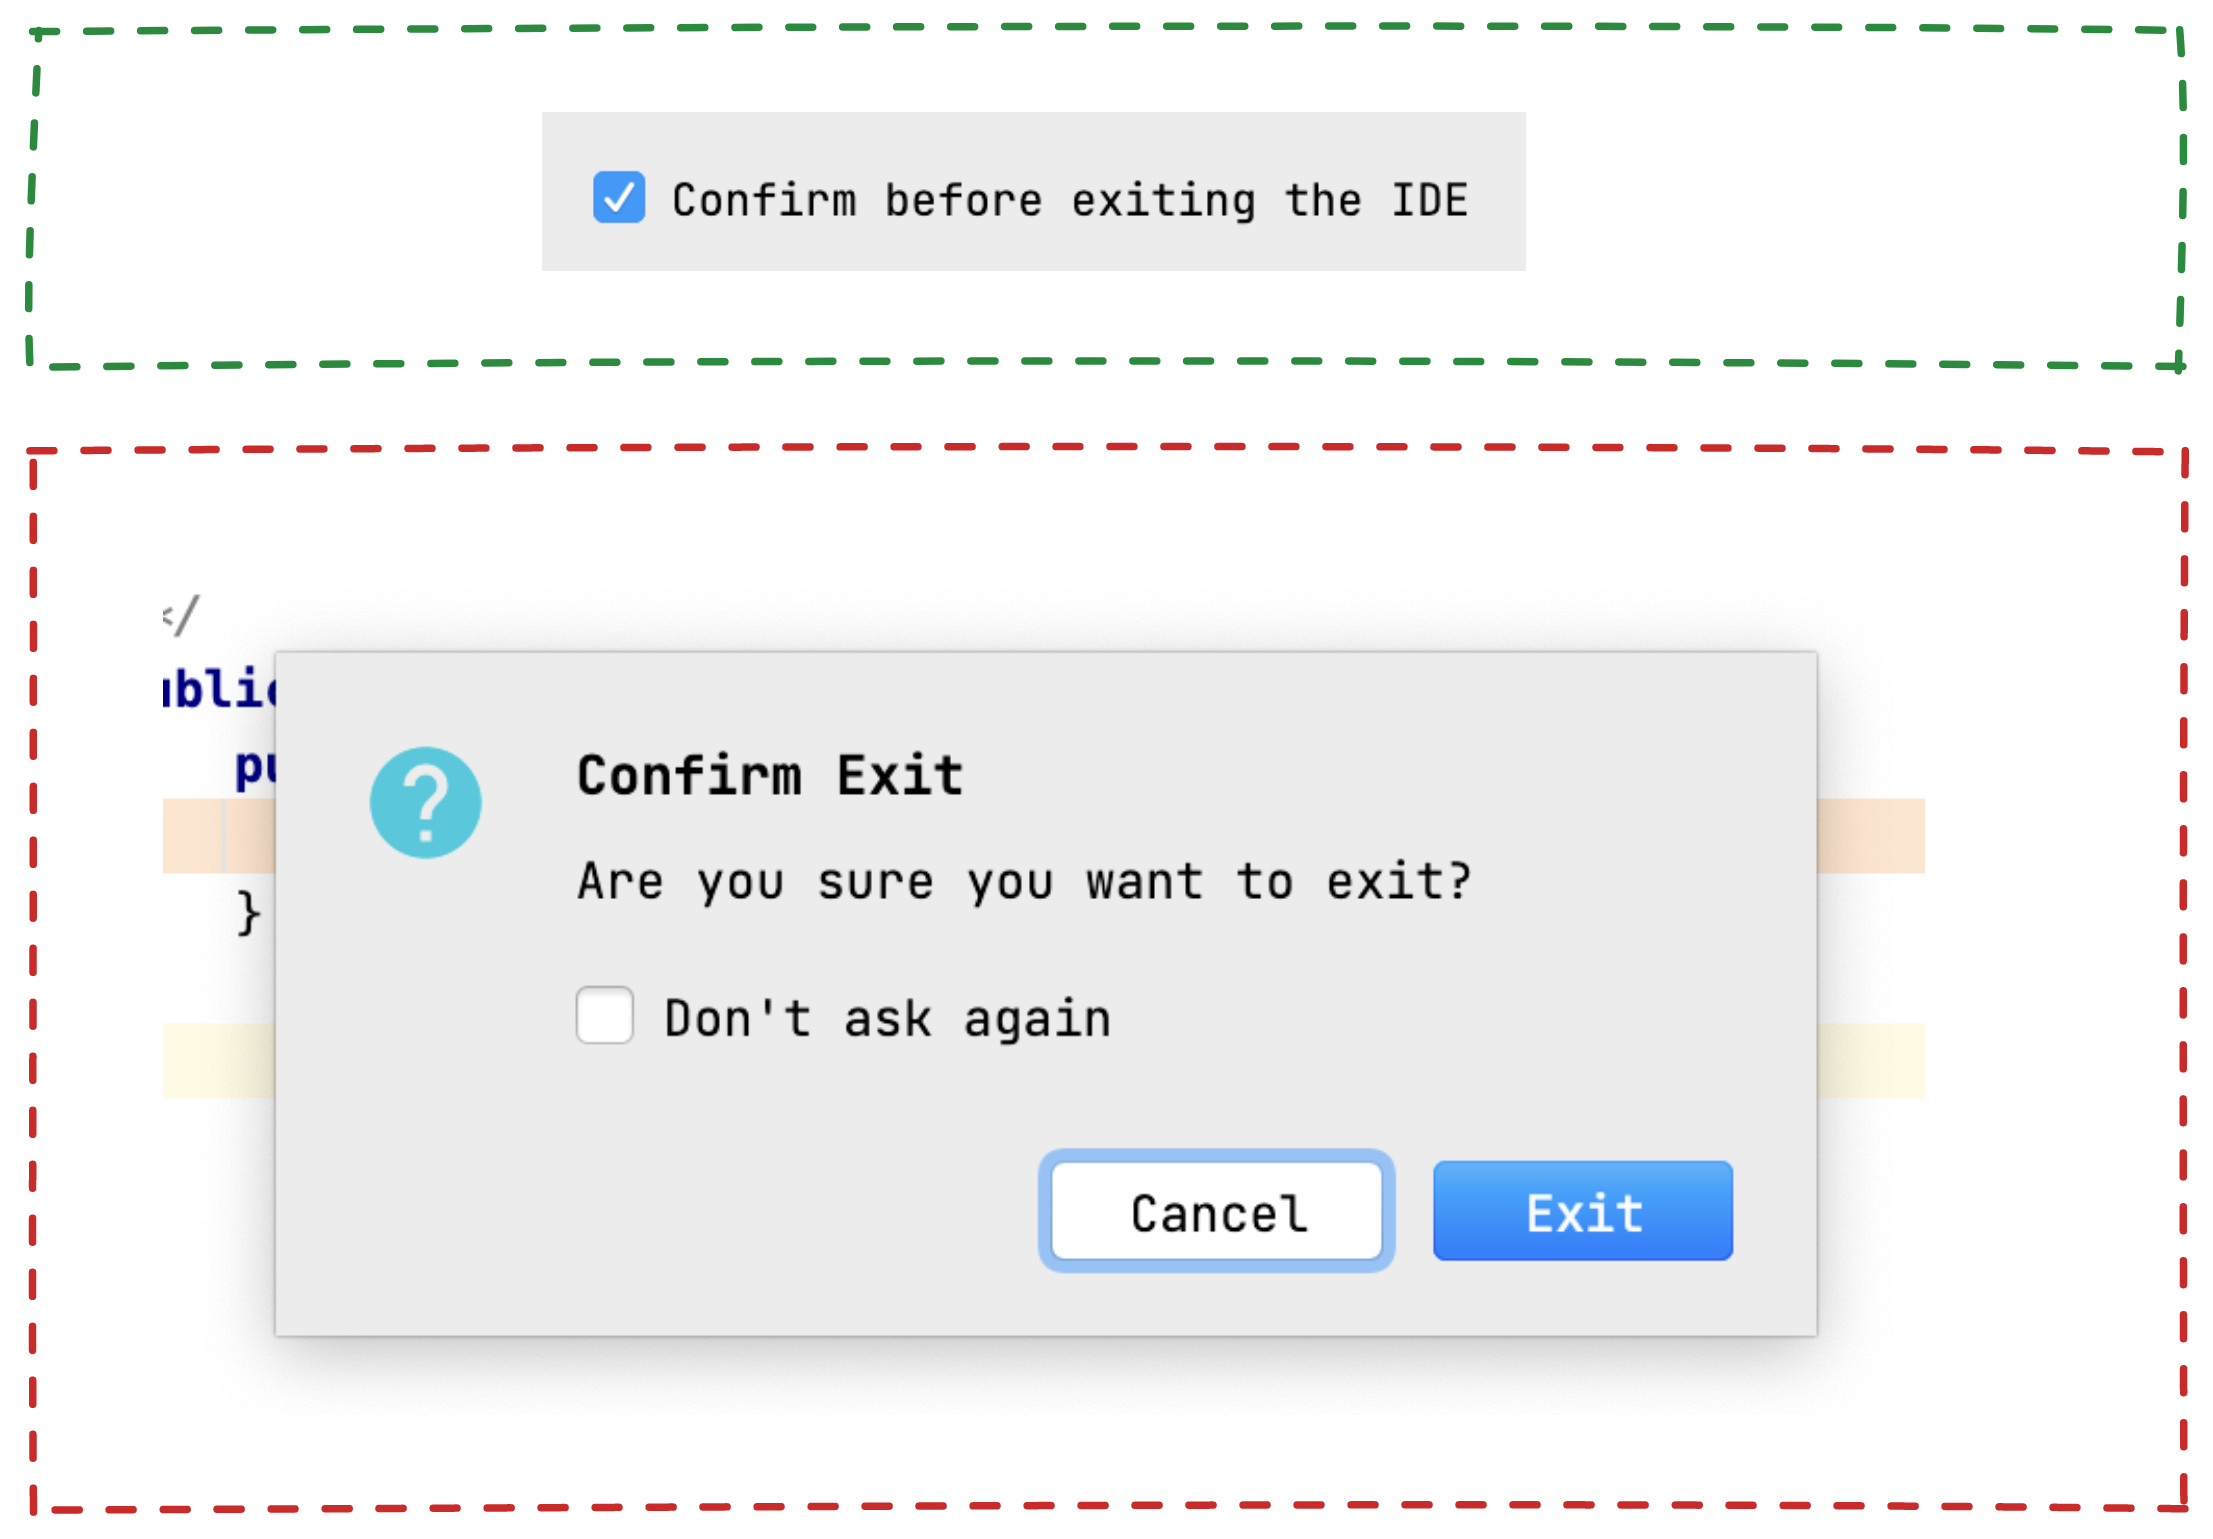 Confirm before exiting the IDE
</
ublic
pu
}
?
Confirm Exit
Are you sure you want to exit?
Don't ask again
Cancel
Exit